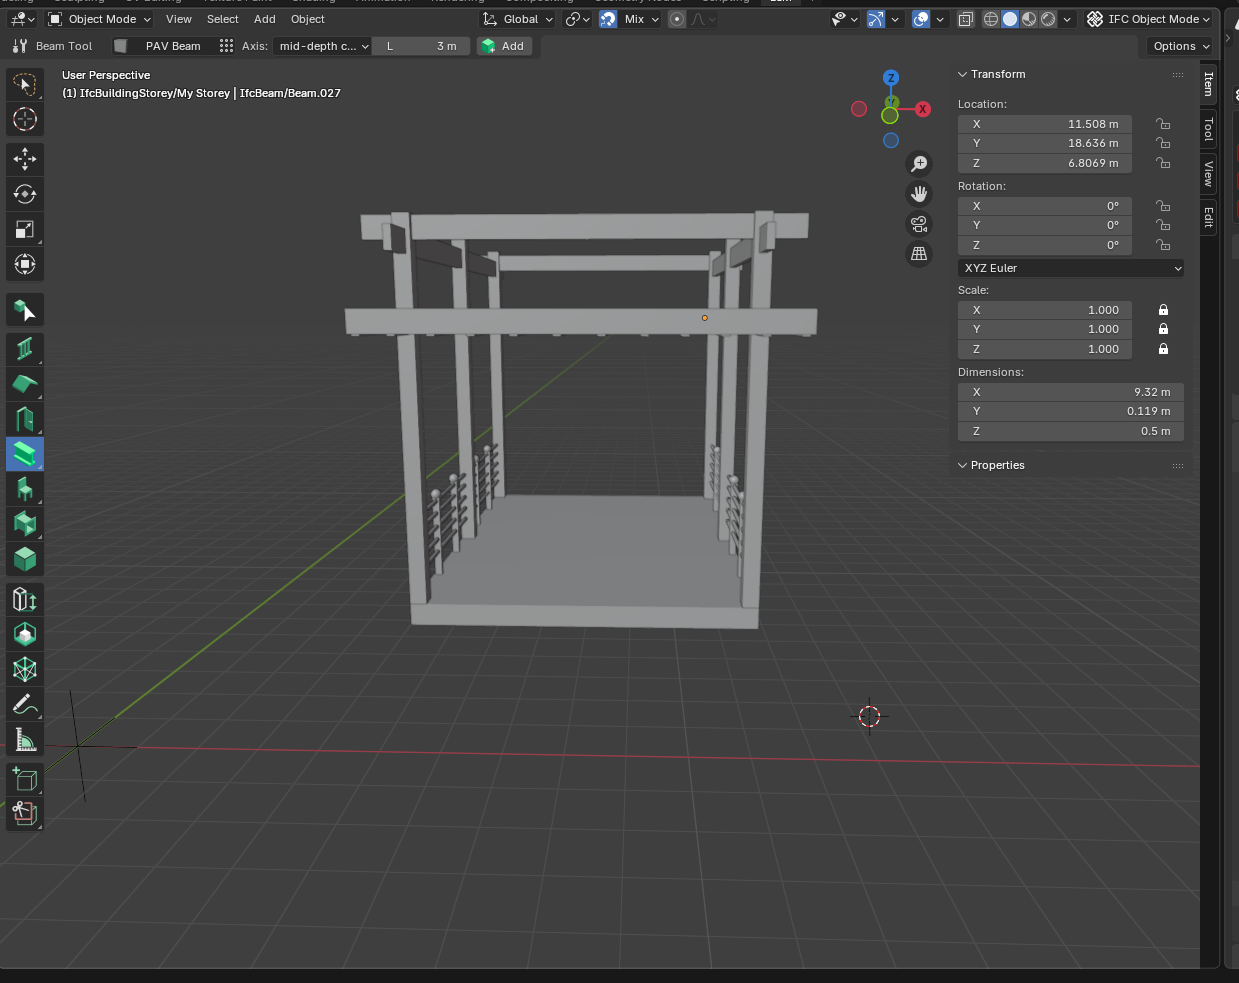 Object Mode View Select Add Object Global Mix IFC Object Mode
Beam Tool PAV Beam Axis: mid-depth c... L 3 m Add Options
User Perspective
(1) IfcBuildingStorey/My Storey | IfcBeam/Beam.027
Z
Y
X
Transform
Location:
X 11.508 m
Y 18.636 m
Z 6.8069 m
Rotation:
X 0°
Y 0°
Z 0°
XYZ Euler
Scale:
X 1.000
Y 1.000
Z 1.000
Dimensions:
X 9.32 m
Y 0.119 m
Z 0.5 m
Properties
Item
Tool
View
Edit